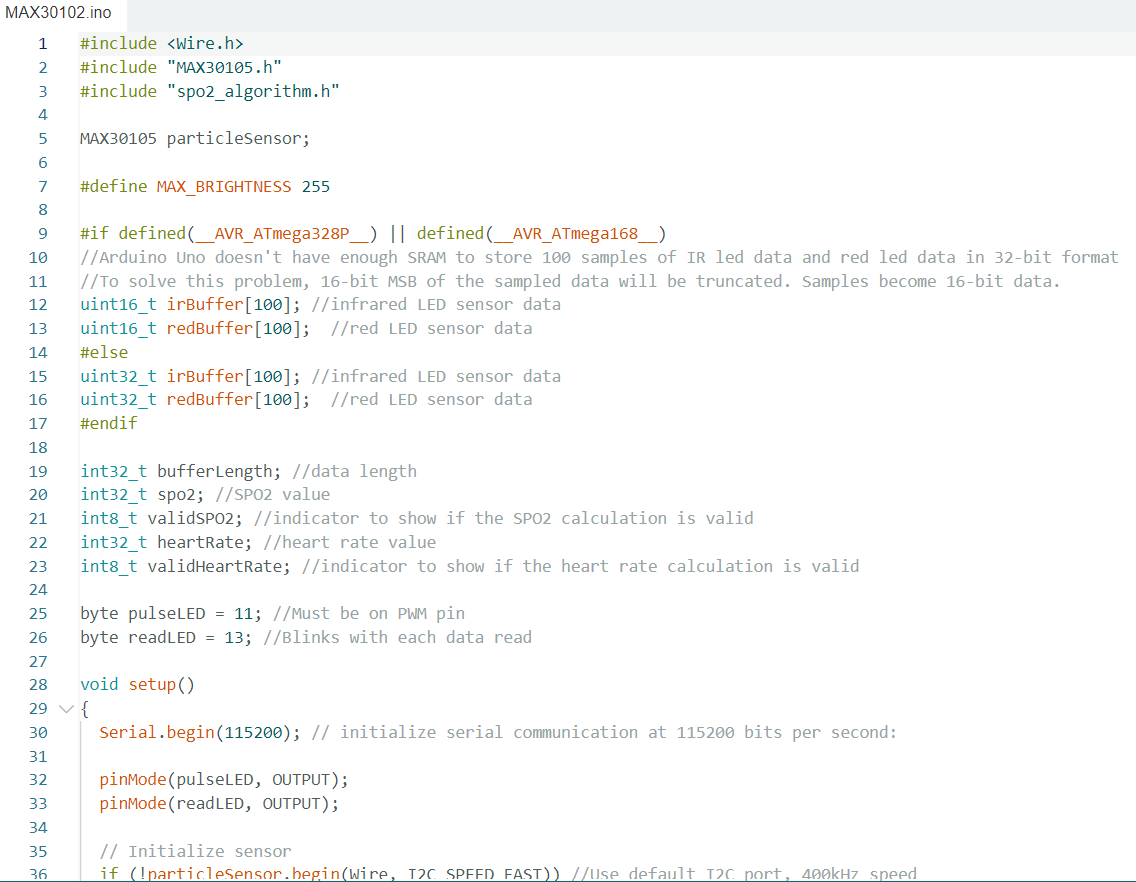 MAX30102.ino
1 #include <Wire.h>
2 #include "MAX30105.h"
3 #include "spo2_algorithm.h"
4
5 MAX30105 particleSensor;
6
7 #define MAX_BRIGHTNESS 255
8
9 #if defined(__AVR_ATmega328P__) || defined(__AVR_ATmega168__)
10 //Arduino Uno doesn't have enough SRAM to store 100 samples of IR led data and red led data in 32-bit format
11 //To solve this problem, 16-bit MSB of the sampled data will be truncated. Samples become 16-bit data.
12 uint16_t irBuffer[100]; //infrared LED sensor data
13 uint16_t redBuffer[100];  //red LED sensor data
14 #else
15 uint32_t irBuffer[100]; //infrared LED sensor data
16 uint32_t redBuffer[100];  //red LED sensor data
17 #endif
18
19 int32_t bufferLength; //data length
20 int32_t spo2; //SPO2 value
21 int8_t validSPO2; //indicator to show if the SPO2 calculation is valid
22 int32_t heartRate; //heart rate value
23 int8_t validHeartRate; //indicator to show if the heart rate calculation is valid
24
25 byte pulseLED = 11; //Must be on PWM pin
26 byte readLED = 13; //Blinks with each data read
27
28 void setup()
29 {
30   Serial.begin(115200); // initialize serial communication at 115200 bits per second:
31
32   pinMode(pulseLED, OUTPUT);
33   pinMode(readLED, OUTPUT);
34
35   // Initialize sensor
36   if (!particleSensor.begin(Wire, I2C_SPEED_FAST)) //Use default I2C port, 400kHz speed